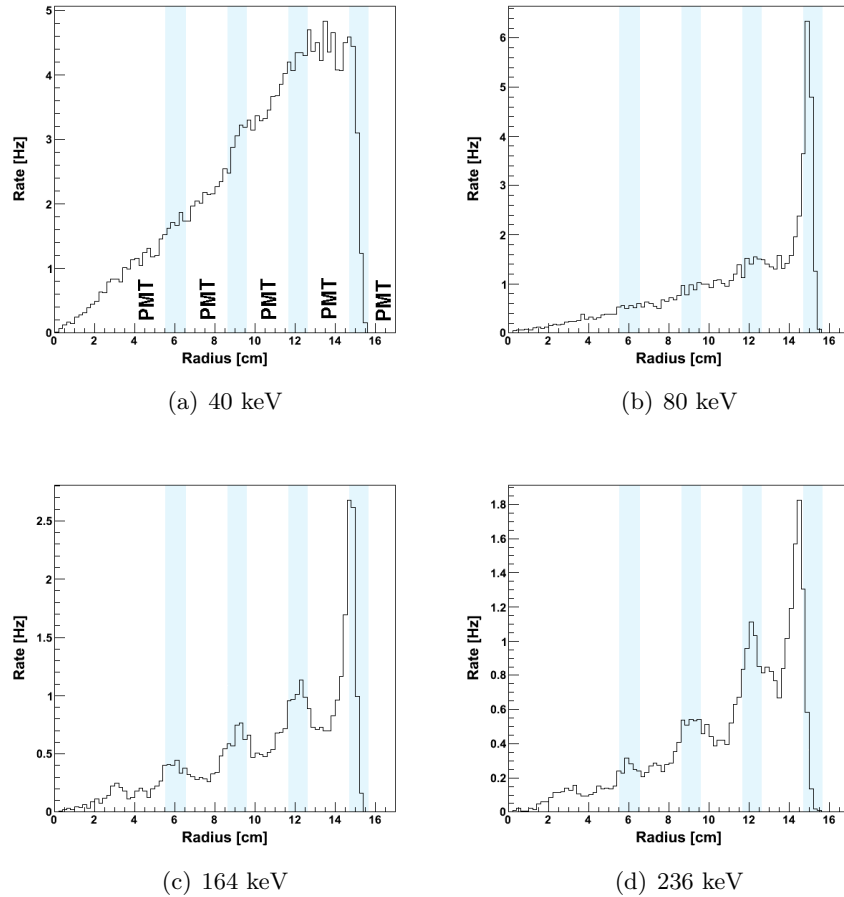 5
4
3
2
1
0
Rate [Hz]
PMT PMT PMT PMT PMT
0 2 4 6 8 10 12 14 16
Radius [cm]
(a) 40 keV
6
5
4
3
2
1
0
Rate [Hz]
0 2 4 6 8 10 12 14 16
Radius [cm]
(b) 80 keV
2.5
2
1.5
1
0.5
0
Rate [Hz]
0 2 4 6 8 10 12 14 16
Radius [cm]
(c) 164 keV
1.8
1.6
1.4
1.2
1
0.8
0.6
0.4
0.2
0
Rate [Hz]
0 2 4 6 8 10 12 14 16
Radius [cm]
(d) 236 keV